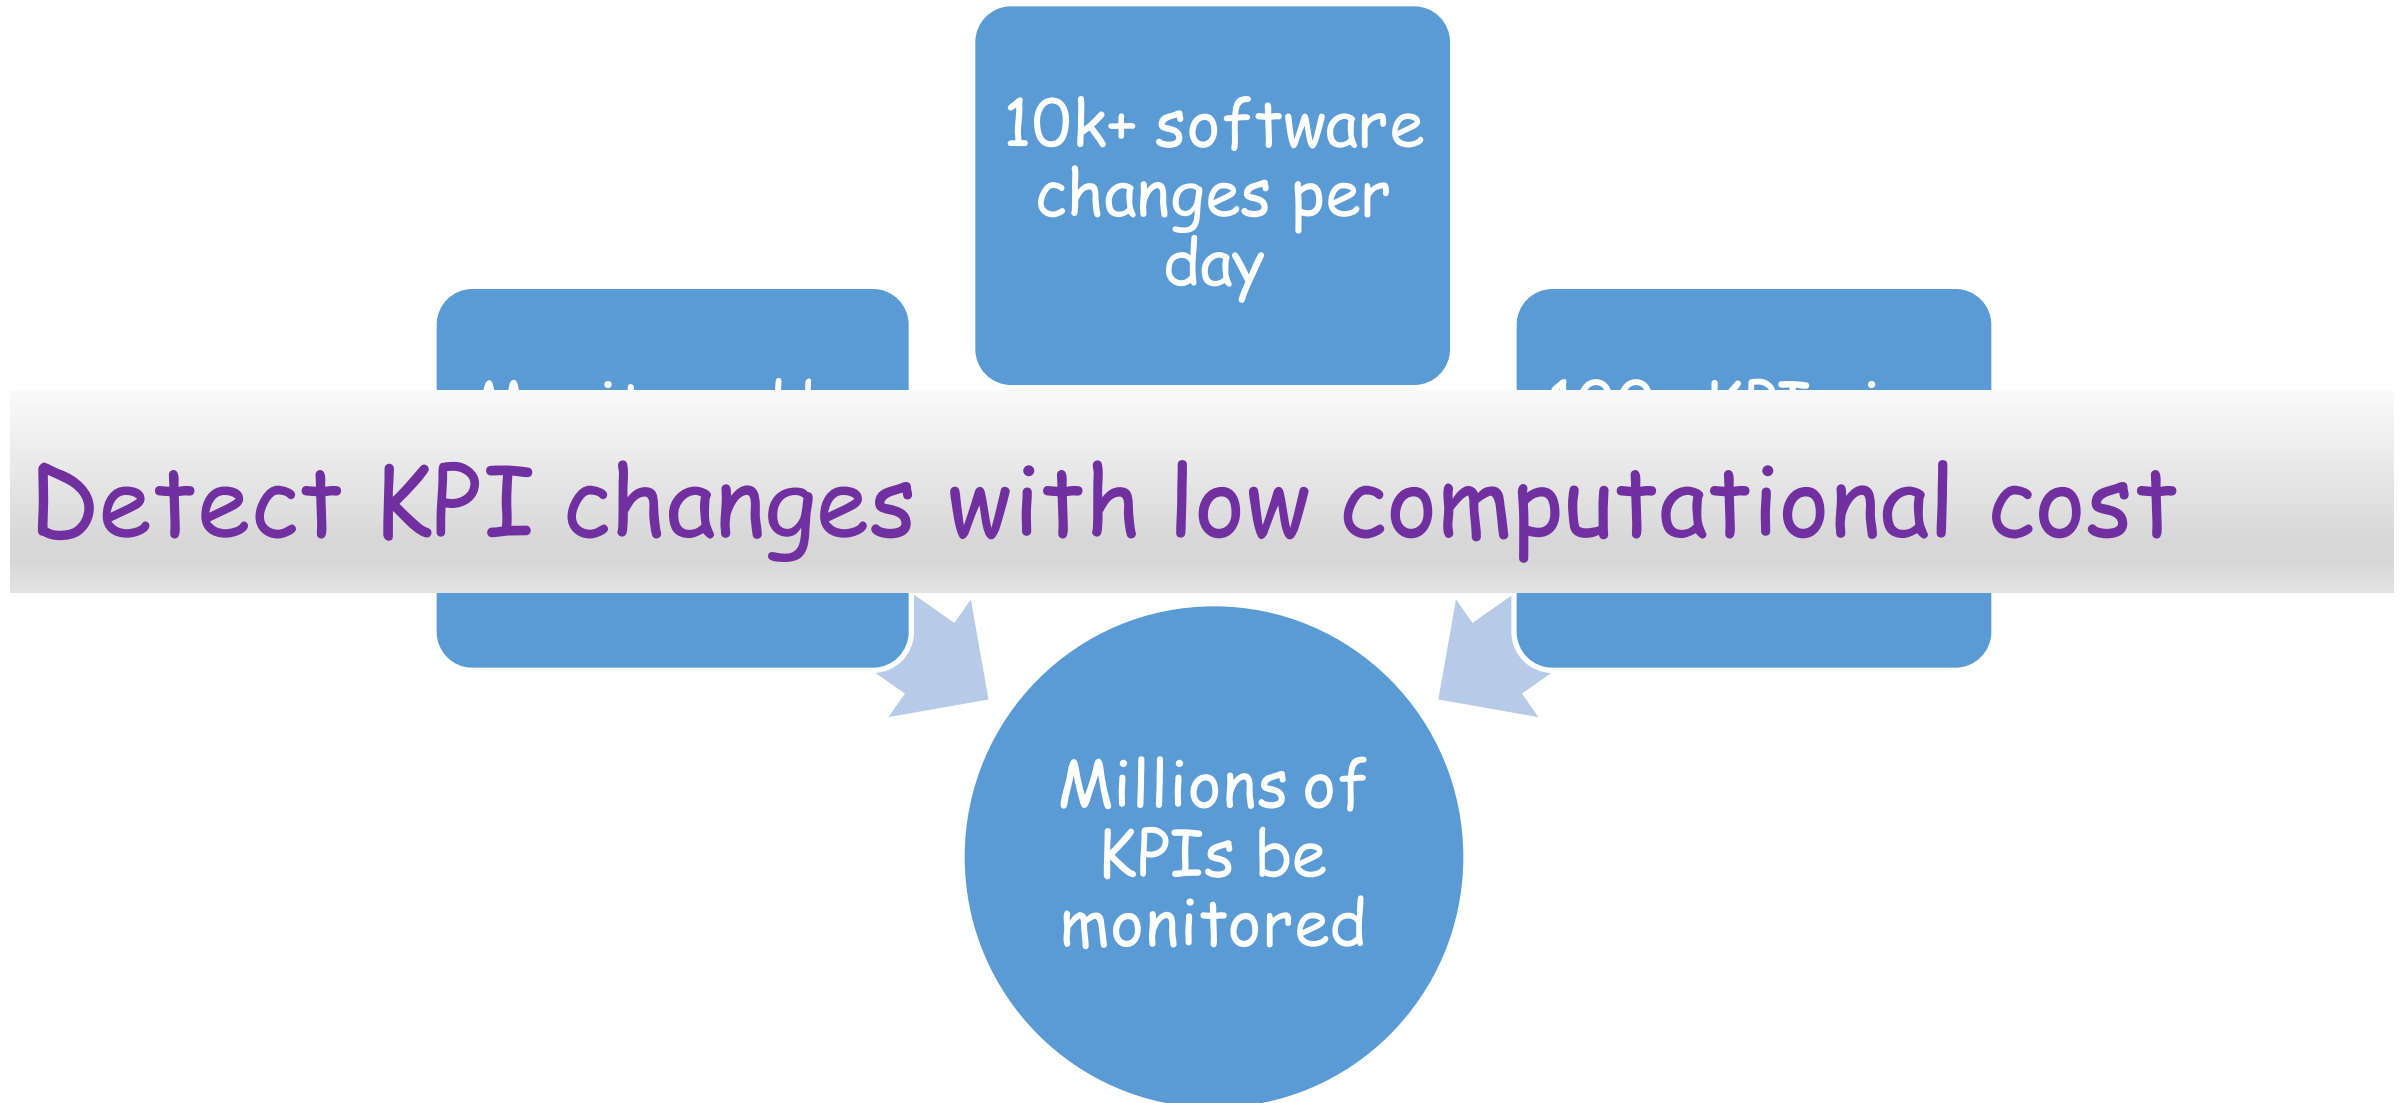 10k+ software
changes per
day
Detect KPI changes with low computational cost
Millions of
KPIs be
monitored